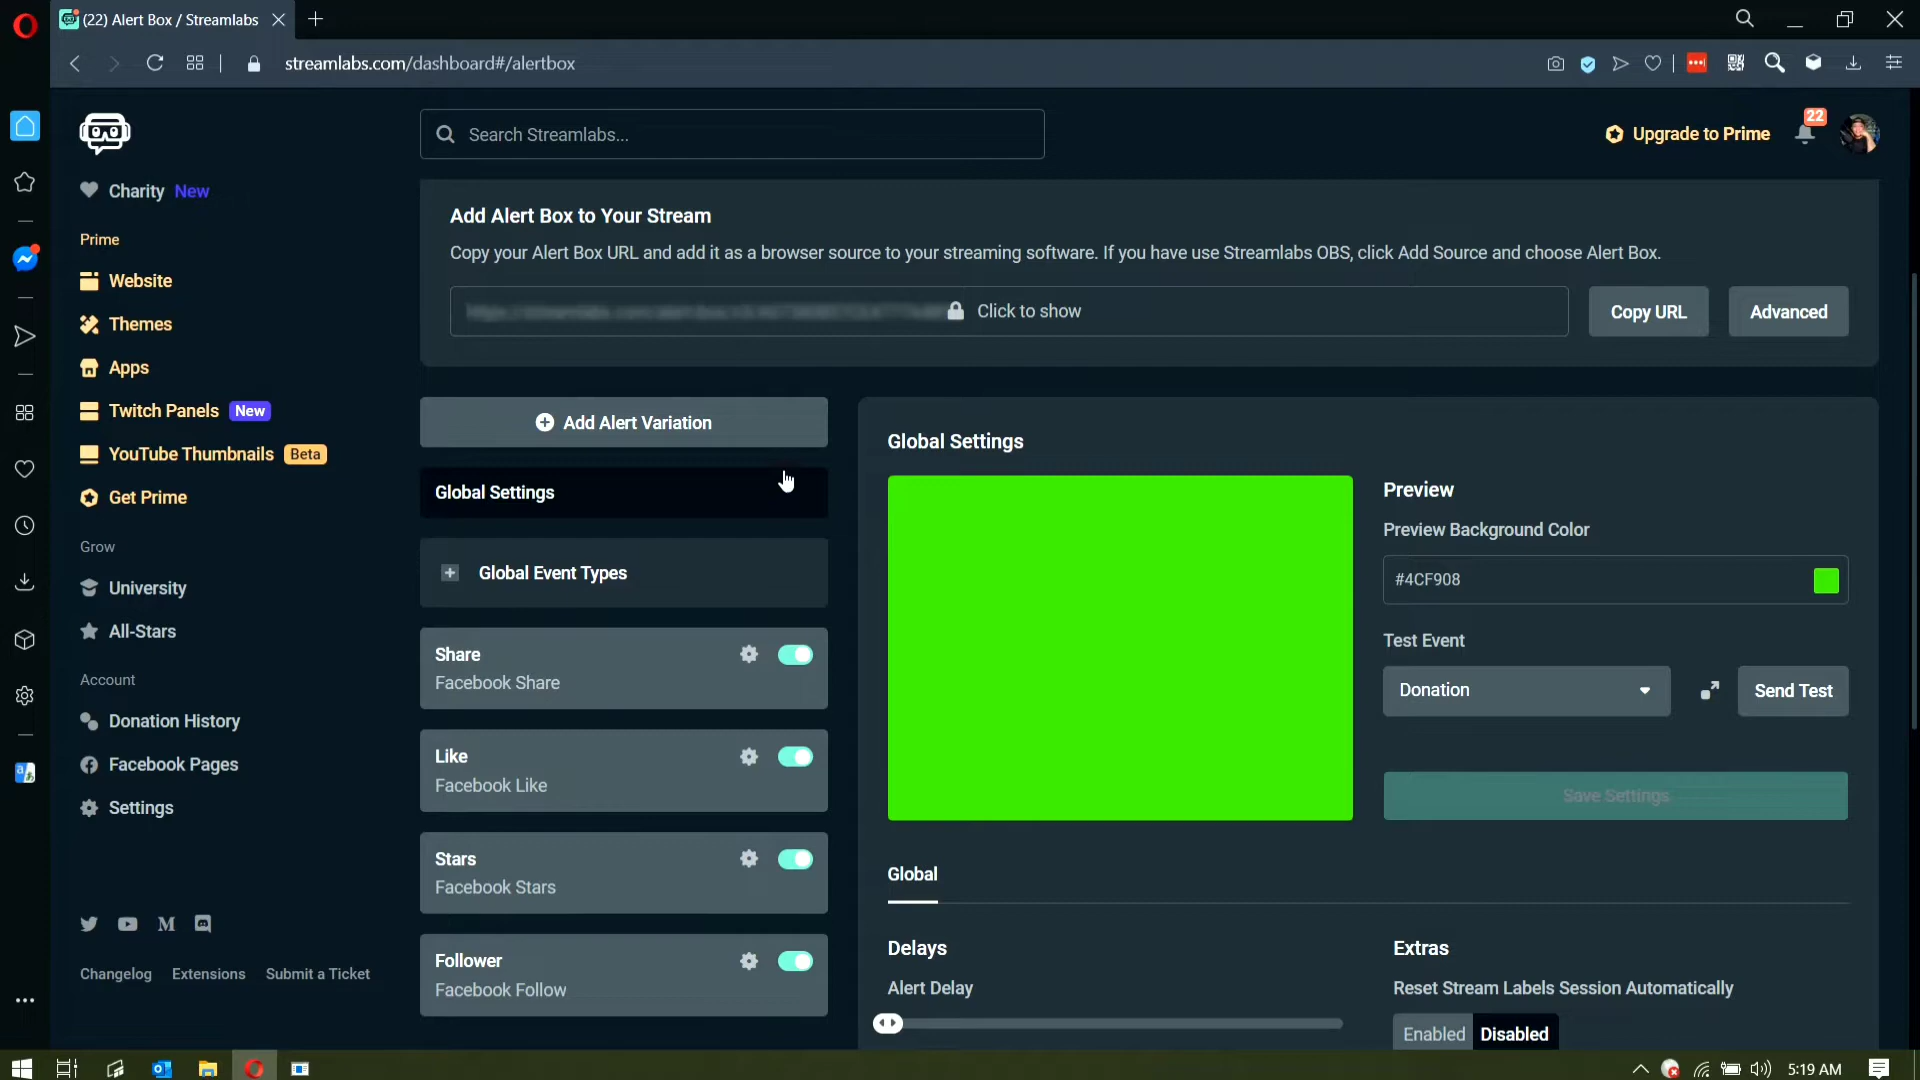 (22) Alert Box / Streamlabs
streamlabs.com/dashboard#/alertbox
Search Streamlabs...
Upgrade to Prime
22
Charity New
Prime
Website
Themes
Apps
Twitch Panels New
YouTube Thumbnails Beta
Get Prime
Grow
University
All-Stars
Account
Donation History
Facebook Pages
Settings
Changelog Extensions Submit a Ticket
Add Alert Box to Your Stream
Copy your Alert Box URL and add it as a browser source to your streaming software. If you have use Streamlabs OBS, click Add Source and choose Alert Box.
Click to show
Copy URL
Advanced
Add Alert Variation
Global Settings
Global Event Types
Share
Facebook Share
Like
Facebook Like
Stars
Facebook Stars
Follower
Facebook Follow
Global Settings
Preview
Preview Background Color
#4CF908
Test Event
Donation
Send Test
Save Settings
Global
Delays
Alert Delay
Extras
Reset Stream Labels Session Automatically
Enabled Disabled
5:19 AM